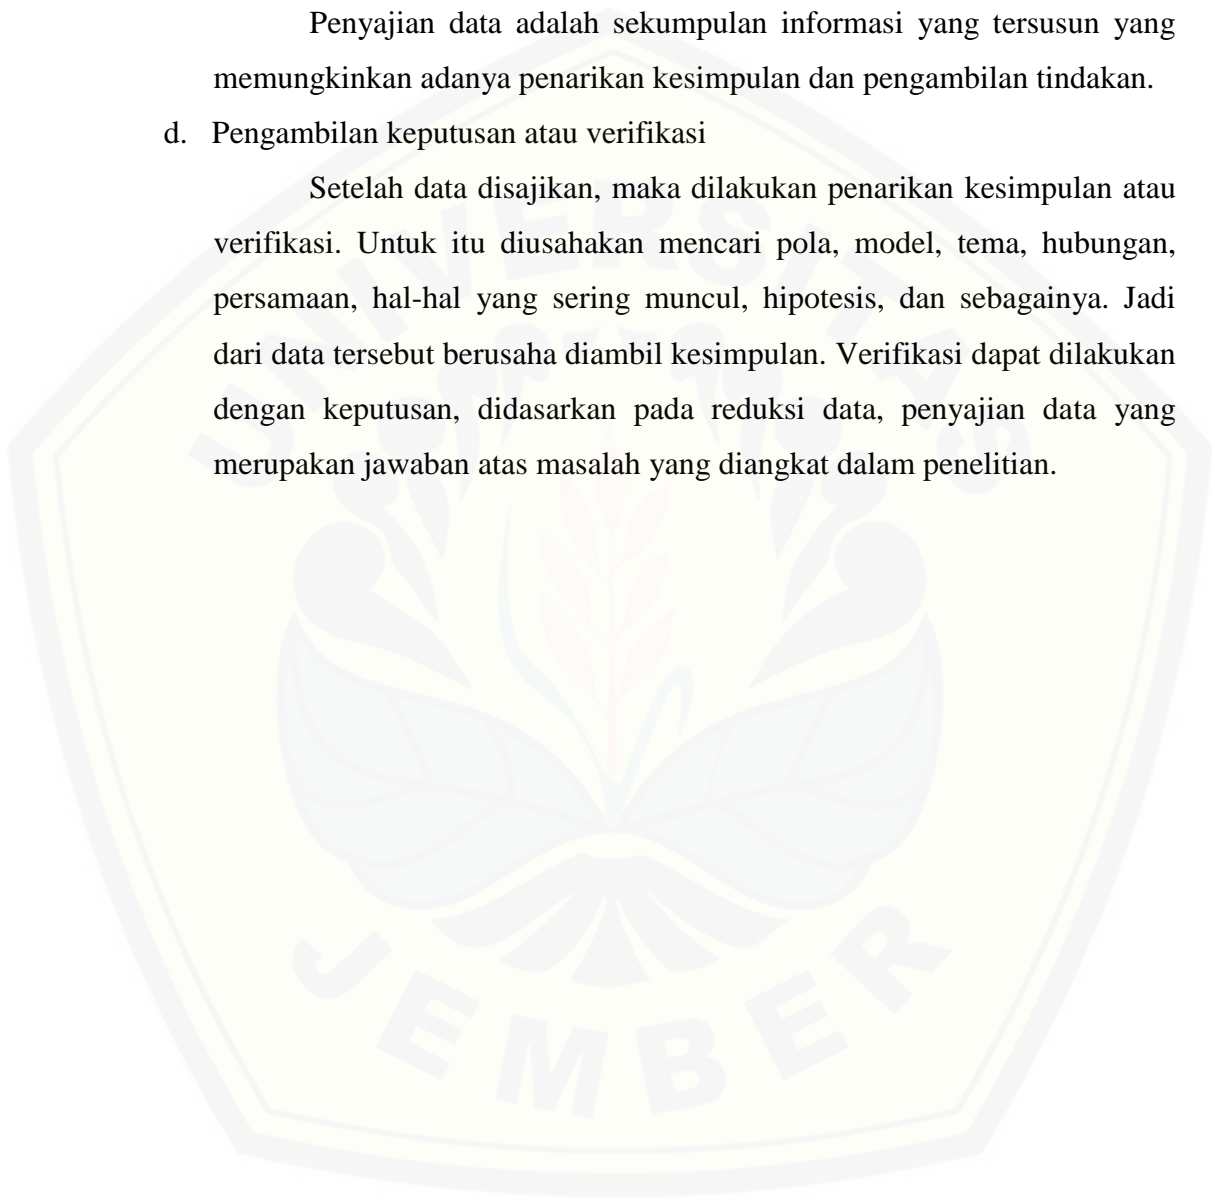 Penyajian data adalah sekumpulan informasi yang tersusun yang
memungkinkan adanya penarikan kesimpulan dan pengambilan tindakan.
d. Pengambilan keputusan atau verifikasi
Setelah data disajikan, maka dilakukan penarikan kesimpulan atau
verifikasi. Untuk itu diusahakan mencari pola, model, tema, hubungan,
persamaan, hal-hal yang sering muncul, hipotesis, dan sebagainya. Jadi
dari data tersebut berusaha diambil kesimpulan. Verifikasi dapat dilakukan
dengan keputusan, didasarkan pada reduksi data, penyajian data yang
merupakan jawaban atas masalah yang diangkat dalam penelitian.
UNIVERSITAS
JEMBER